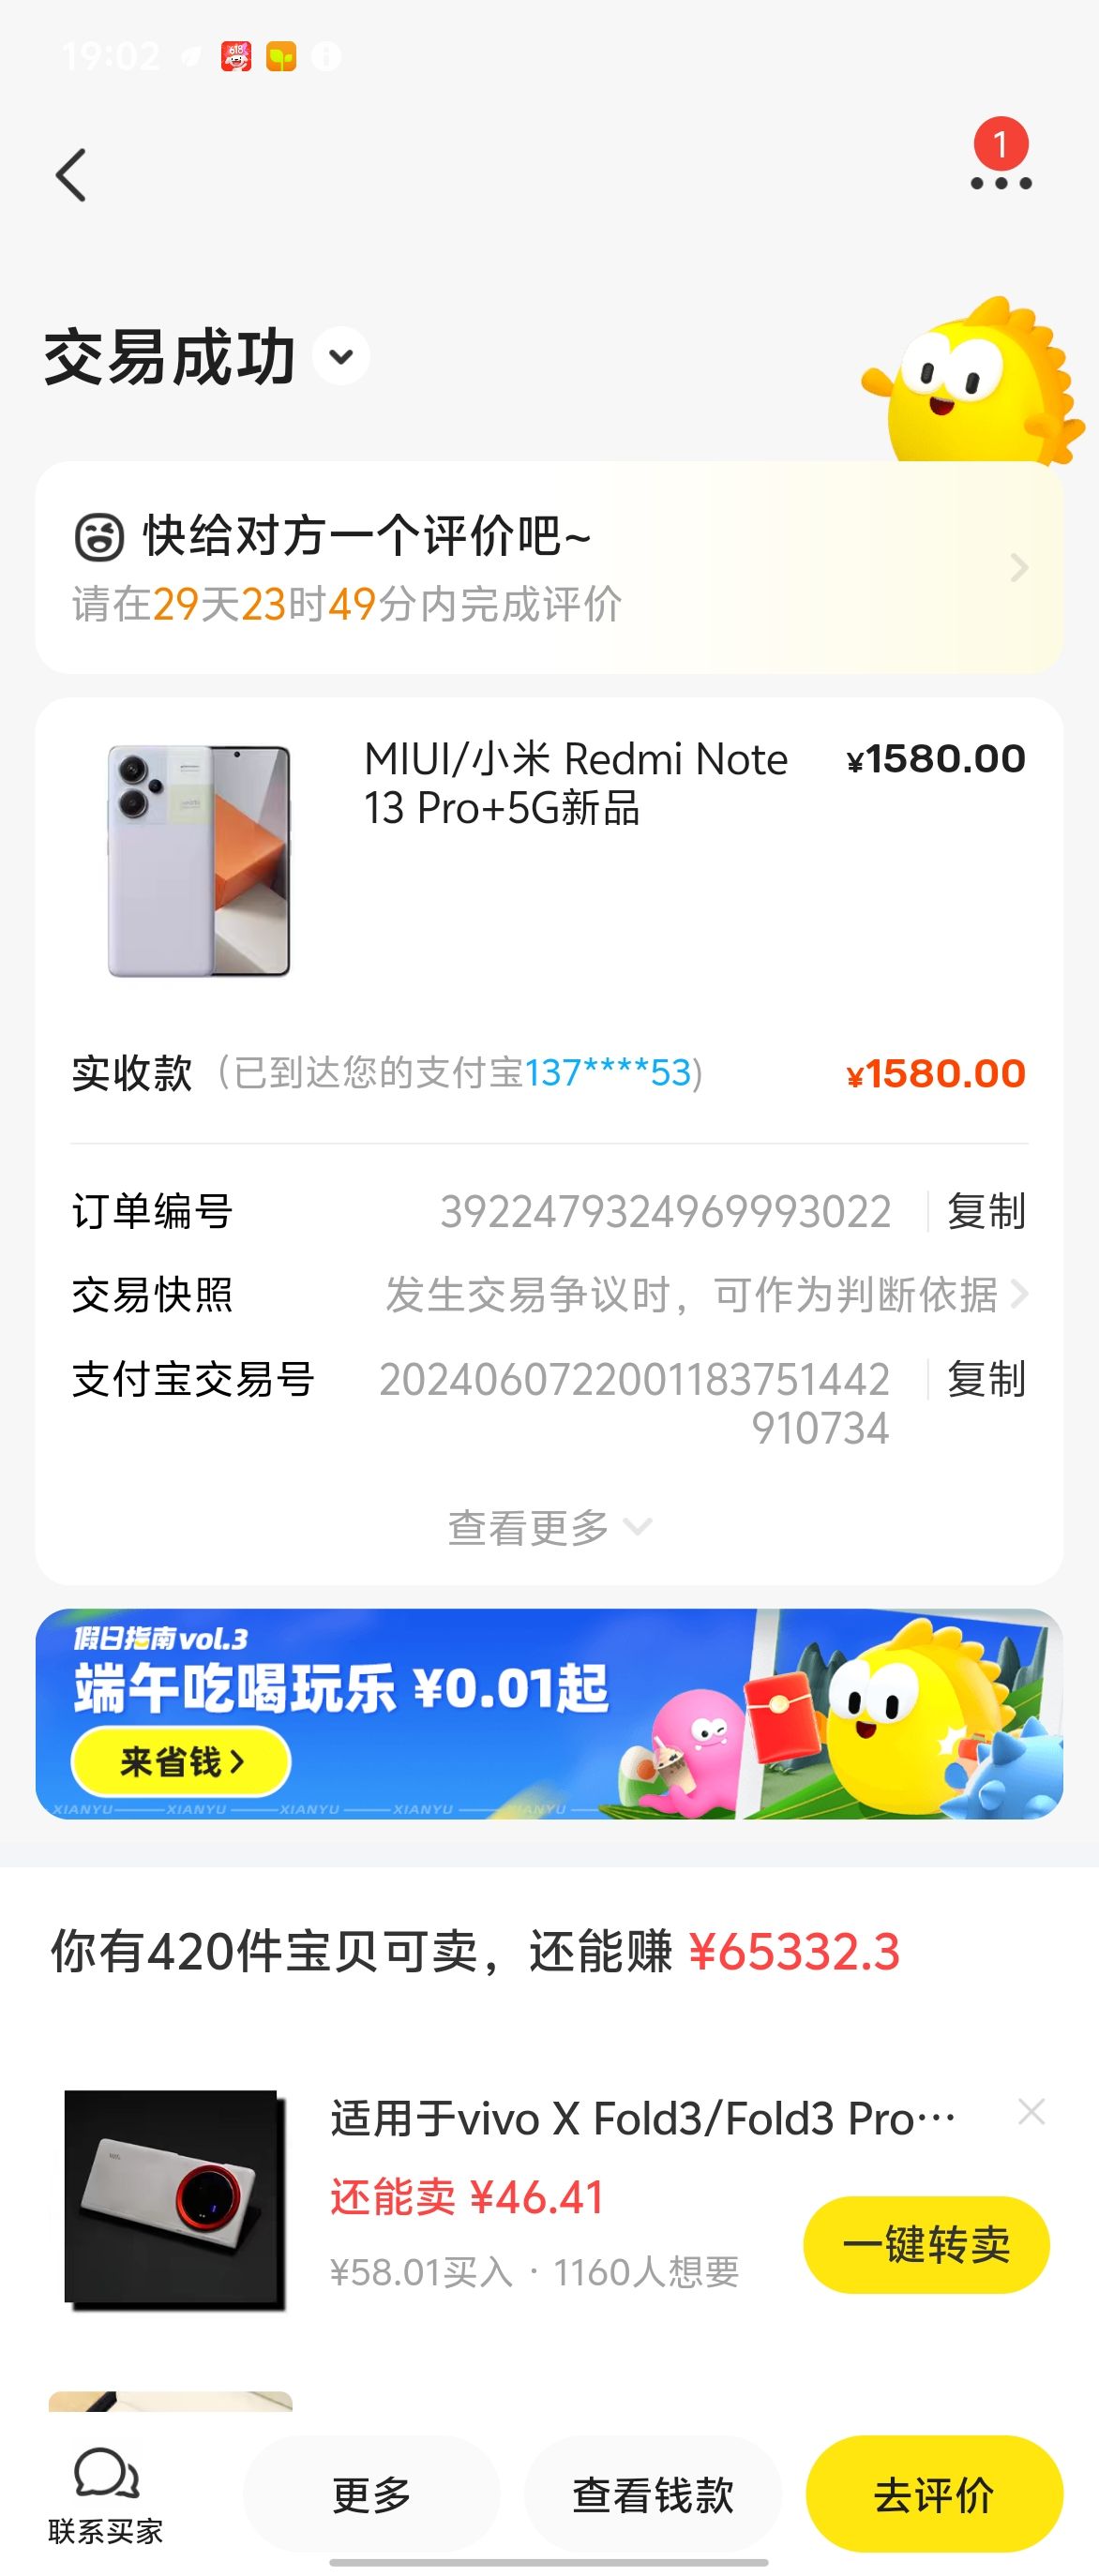 19:02
618
1
交易成功
快给对方一个评价吧~
请在29天23时49分内完成评价
MIUI/小米 Redmi Note
13 Pro+5G新品
¥1580.00
实收款（已到达您的支付宝137****53)
¥1580.00
订单编号
3922479324969993022
复制
交易快照
发生交易争议时，可作为判断依据
支付宝交易号
2024060722001183751442
910734
复制
查看更多
假日指南vol.3
端午吃喝玩乐 ¥0.01起
来省钱
XIANYU XIANYU XIANYU XIANYU XIANYU
你有420件宝贝可卖，还能赚 ¥65332.3
适用于vivo X Fold3/Fold3 Pro…
还能卖 ¥46.41
¥58.01买入 · 1160人想要
一键转卖
联系买家
更多
查看钱款
去评价